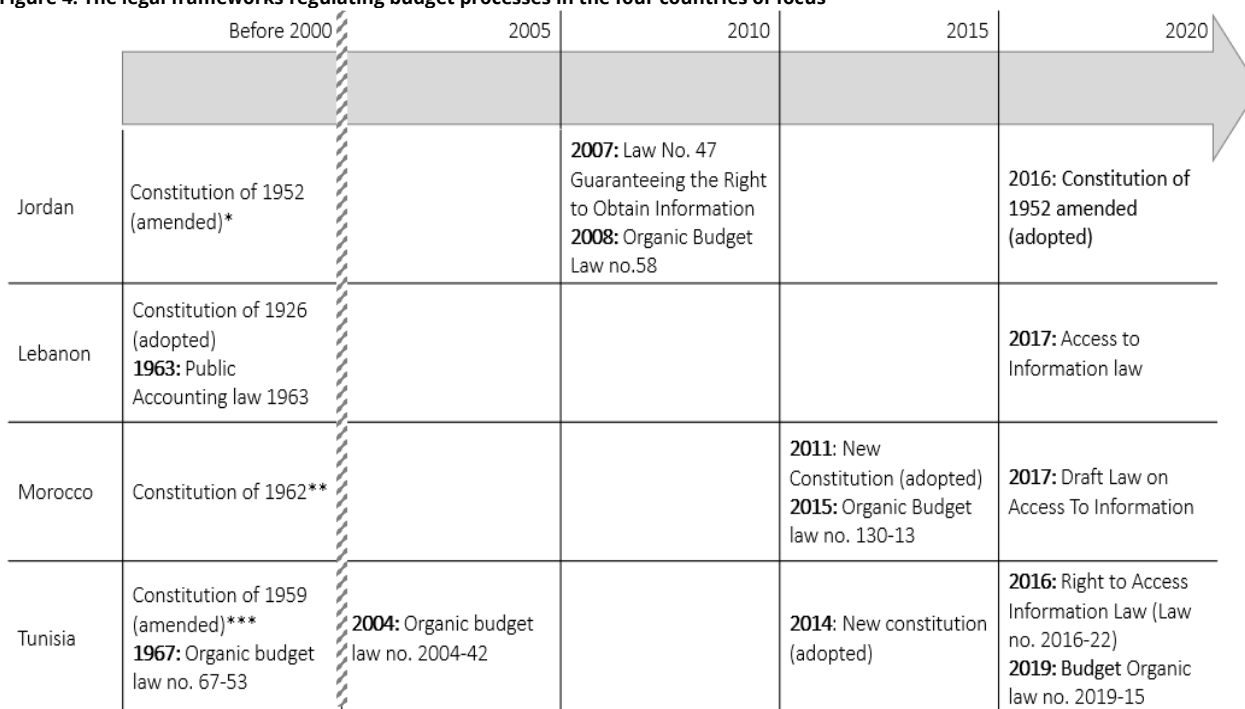 Figure 4. The legal frameworks regulating budget processes in the four countries of focus
Before 2000
2005
2010
2015
2020
Jordan
Constitution of 1952
(amended)*
2007: Law No. 47
Guaranteeing the Right
to Obtain Information
2008: Organic Budget
Law no.58
2016: Constitution of
1952 amended
(adopted)
Lebanon
Constitution of 1926
(adopted)
1963: Public
Accounting law 1963
2017: Access to
Information law
Morocco
Constitution of 1962**
2011: New
Constitution (adopted)
2015: Organic Budget
law no. 130-13
2017: Draft Law on
Access To Information
Tunisia
Constitution of 1959
(amended)***
1967: Organic budget
law no. 67-53
2004: Organic budget
law no. 2004-42
2014: New constitution
(adopted)
2016: Right to Access
Information Law (Law
no. 2016-22)
2019: Budget Organic
law no. 2019-15